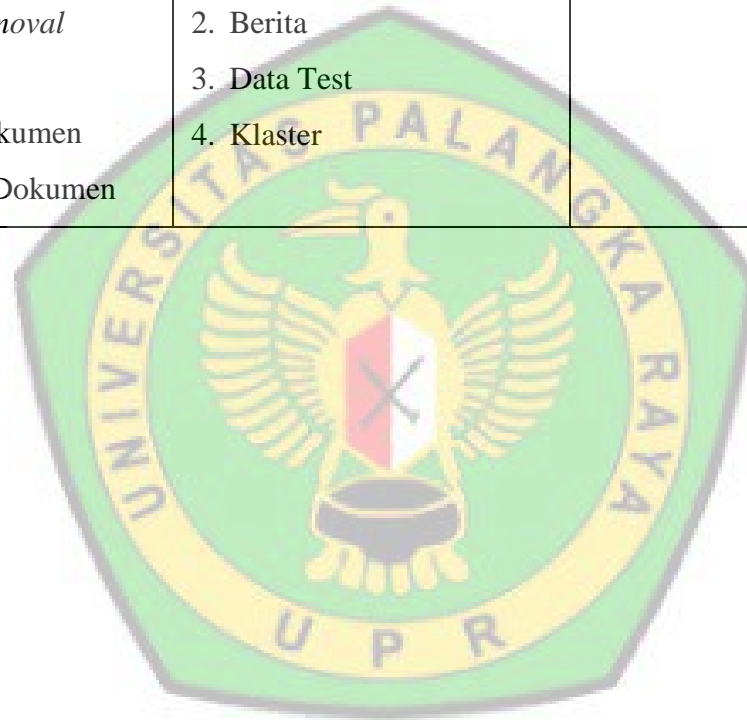 moval 2. Berita
3. Data Test
kumen 4. Klaster
Dokumen
UNIVERSITAS PALANGKA RAYA
UPR